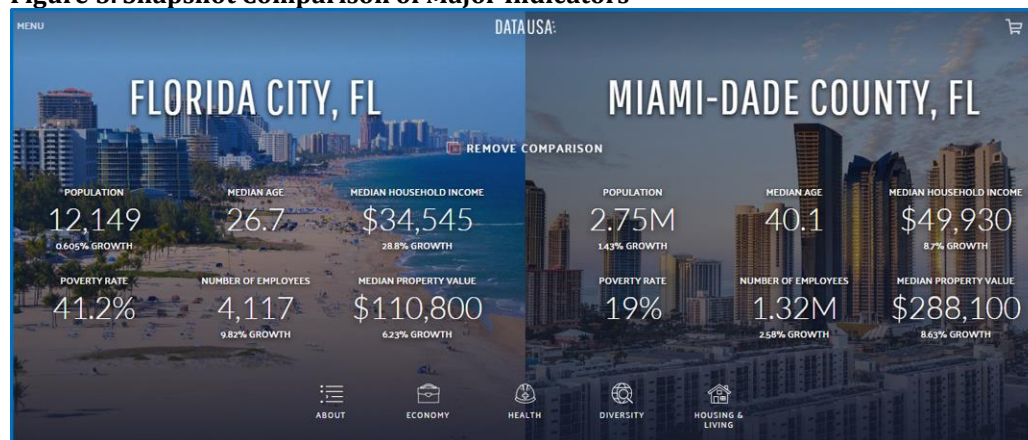 Figure 3: Snapshot Comparison of Major Indicators
MENU
DATAUSA:
FLORIDA CITY, FL
MIAMI-DADE COUNTY, FL
REMOVE COMPARISON
POPULATION
12,149
0.605% GROWTH
MEDIAN AGE
26.7
MEDIAN HOUSEHOLD INCOME
$34,545
28.8% GROWTH
POVERTY RATE
41.2%
NUMBER OF EMPLOYEES
4,117
9.82% GROWTH
MEDIAN PROPERTY VALUE
$110,800
6.23% GROWTH
POPULATION
2.75M
1.43% GROWTH
MEDIAN AGE
40.1
MEDIAN HOUSEHOLD INCOME
$49,930
8.7% GROWTH
POVERTY RATE
19%
NUMBER OF EMPLOYEES
1.32M
2.58% GROWTH
MEDIAN PROPERTY VALUE
$288,100
8.63% GROWTH
ABOUT
ECONOMY
HEALTH
DIVERSITY
HOUSING &
LIVING